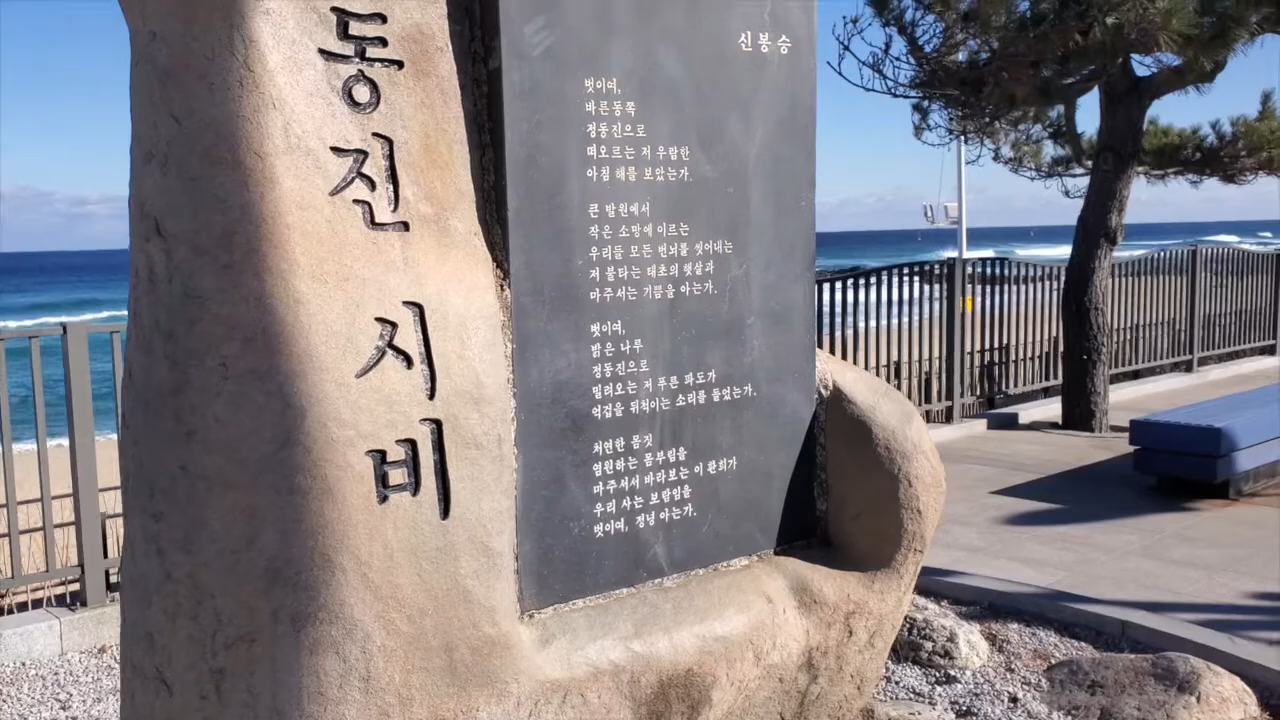 동진 시비
신봉승
벗이여,
바른동쪽
정동진으로
떠오르는 저 우람한
아침 해를 보았는가.
큰 발원에서
작은 소망에 이르는
우리들 모든 번뇌를 씻어내는
저 불타는 태초의 햇살과
마주서는 기쁨을 아는가.
벗이여,
밝은 나루
정동진으로
밀려오는 저 푸른 파도가
억겁을 뒤척이는 소리를 들었는가.
처연한 몸짓
염원하는 몸부림을
마주서서 바라보는 이 환희가
우리 사는 보람임을
벗이여, 정녕 아는가.